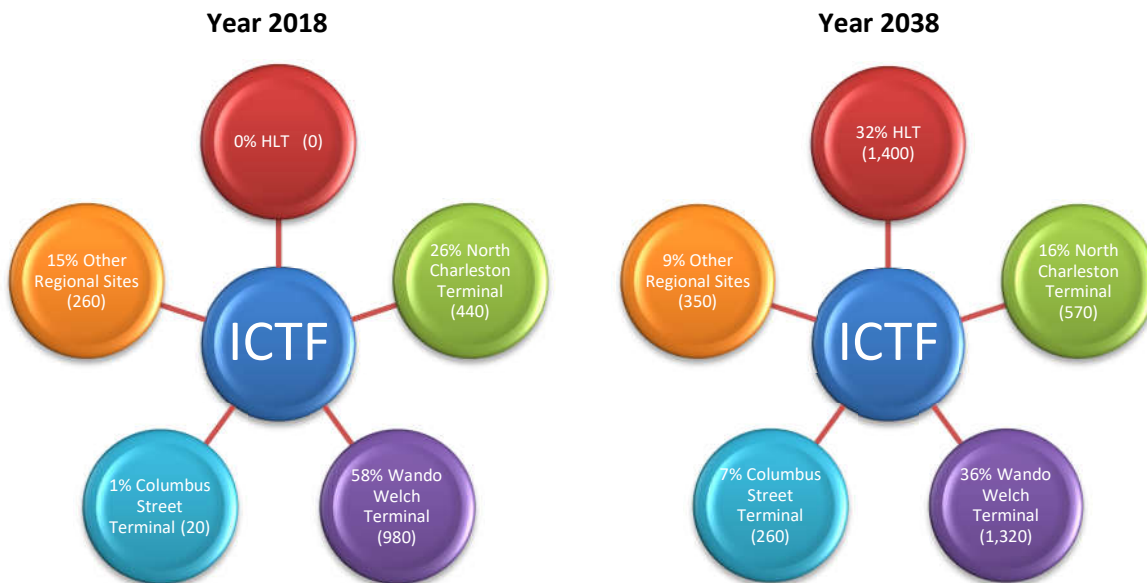 Year 2018
0% HLT (0)
15% Other
Regional Sites
(260)
26% North
Charleston
Terminal
(440)
ICTF
1% Columbus
Street
Terminal (20)
58% Wando
Welch
Terminal
(980)
Year 2038
32% HLT
(1,400)
9% Other
Regional Sites
(350)
16% North
Charleston
Terminal
(570)
ICTF
7% Columbus
Street
Terminal
(260)
36% Wando
Welch
Terminal
(1,320)